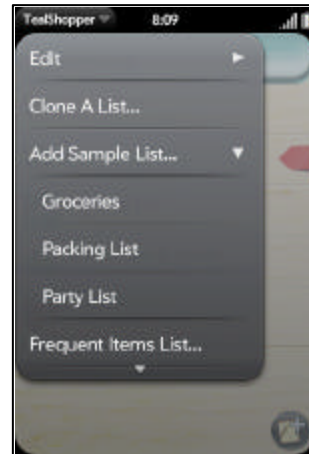 TealShopper 8:09
Edit
Clone A List...
Add Sample List...
Groceries
Packing List
Party List
Frequent Items List...